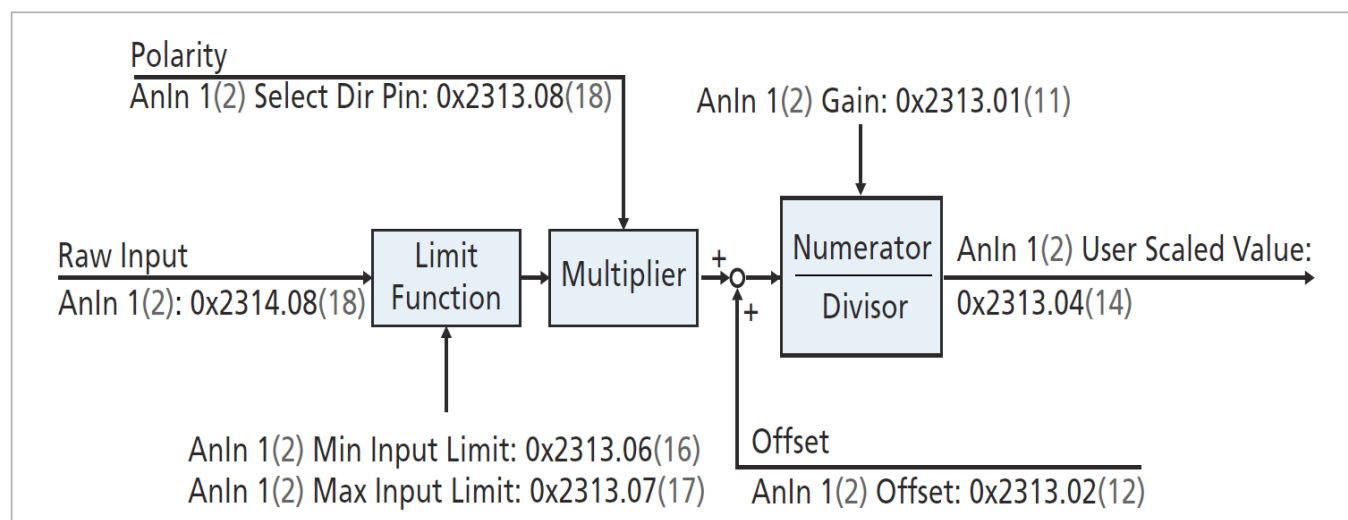 Polarity
AnIn 1(2) Select Dir Pin: 0x2313.08(18)
AnIn 1(2) Gain: 0x2313.01(11)
Raw Input
AnIn 1(2): 0x2314.08(18)
Limit
Function
Multiplier
+
+
Numerator
Divisor
AnIn 1(2) User Scaled Value:
0x2313.04(14)
AnIn 1(2) Min Input Limit: 0x2313.06(16)
AnIn 1(2) Max Input Limit: 0x2313.07(17)
Offset
AnIn 1(2) Offset: 0x2313.02(12)